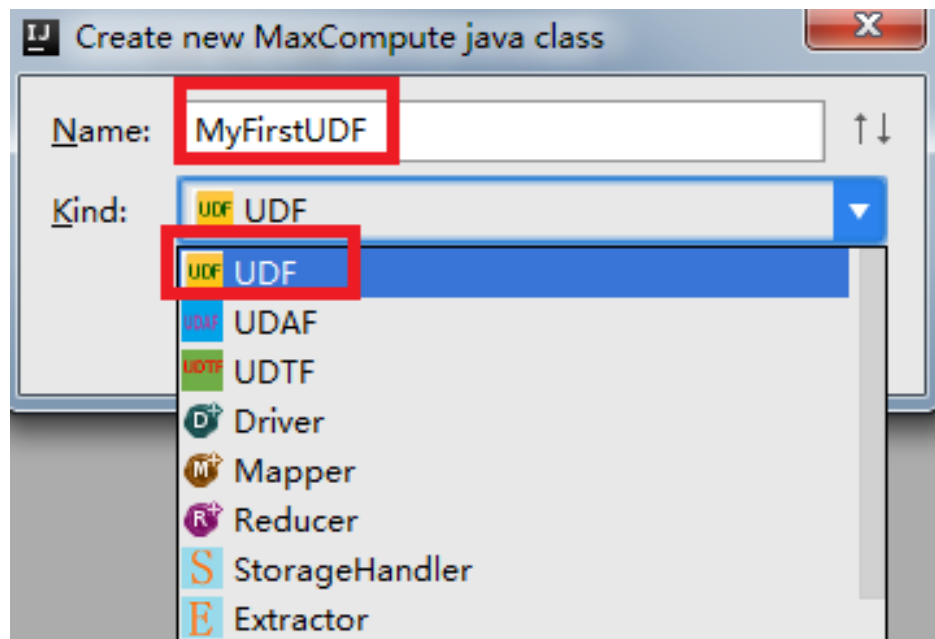 IJ Create new MaxCompute java class
Name: MyFirstUDF
Kind: UDF UDF
UDF UDF
UDAF UDAF
UDTF UDTF
D Driver
M Mapper
R Reducer
S StorageHandler
E Extractor